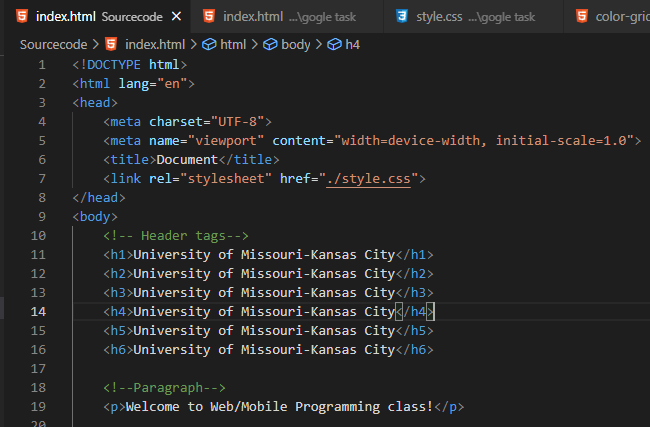 index.html Sourcecode index.html ...\gogle task style.css ...\gogle task color-grid
Sourcecode > index.html > html > body > h4
1 <!DOCTYPE html>
2 <html lang="en">
3 <head>
4 <meta charset="UTF-8">
5 <meta name="viewport" content="width=device-width, initial-scale=1.0">
6 <title>Document</title>
7 <link rel="stylesheet" href="./style.css">
8 </head>
9 <body>
10 <!-- Header tags-->
11 <h1>University of Missouri-Kansas City</h1>
12 <h2>University of Missouri-Kansas City</h2>
13 <h3>University of Missouri-Kansas City</h3>
14 <h4>University of Missouri-Kansas City</h4>
15 <h5>University of Missouri-Kansas City</h5>
16 <h6>University of Missouri-Kansas City</h6>
17
18 <!--Paragraph-->
19 <p>Welcome to Web/Mobile Programming class!</p>
20